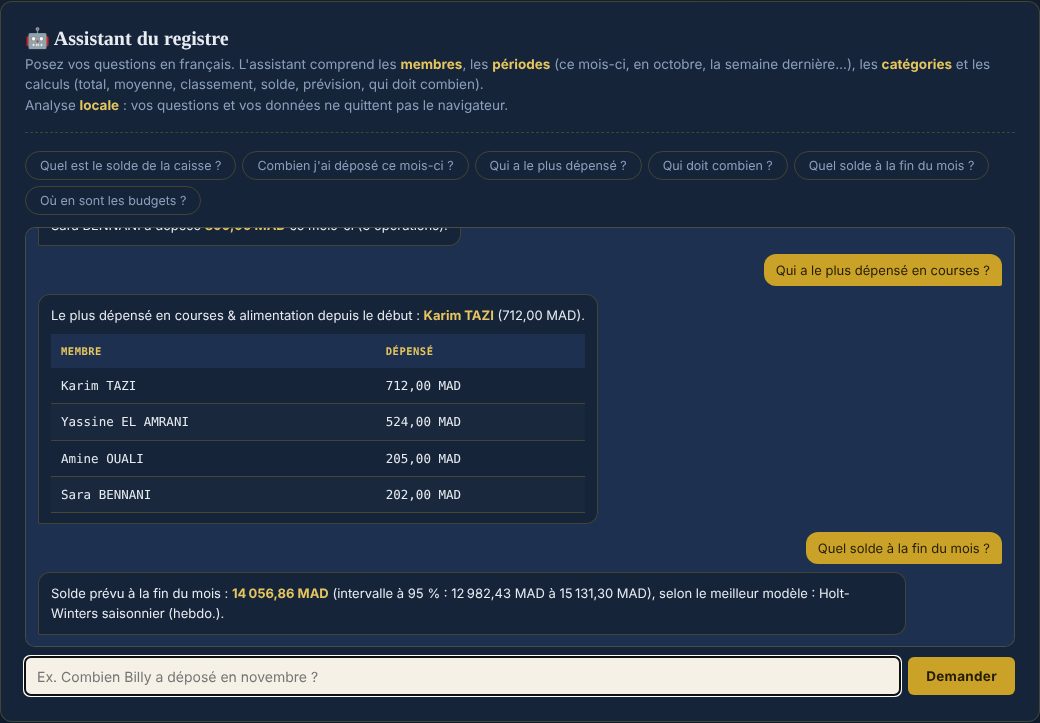 🤖 Assistant du registre
Posez vos questions en français. L'assistant comprend les membres, les périodes (ce mois-ci, en octobre, la semaine dernière…), les catégories et les
calculs (total, moyenne, classement, solde, prévision, qui doit combien).
Analyse locale : vos questions et vos données ne quittent pas le navigateur.
Quel est le solde de la caisse ?
Combien j'ai déposé ce mois-ci ?
Qui a le plus dépensé ?
Qui doit combien ?
Quel solde à la fin du mois ?
Où en sont les budgets ?
Qui a le plus dépensé en courses ?
Le plus dépensé en courses & alimentation depuis le début : Karim TAZI (712,00 MAD).
MEMBRE DÉPENSÉ
Karim TAZI 712,00 MAD
Yassine EL AMRANI 524,00 MAD
Amine OUALI 205,00 MAD
Sara BENNANI 202,00 MAD
Quel solde à la fin du mois ?
Solde prévu à la fin du mois : 14 056,86 MAD (intervalle à 95 % : 12 982,43 MAD à 15 131,30 MAD), selon le meilleur modèle : Holt-
Winters saisonnier (hebdo.).
Ex. Combien Billy a déposé en novembre ?
Demander